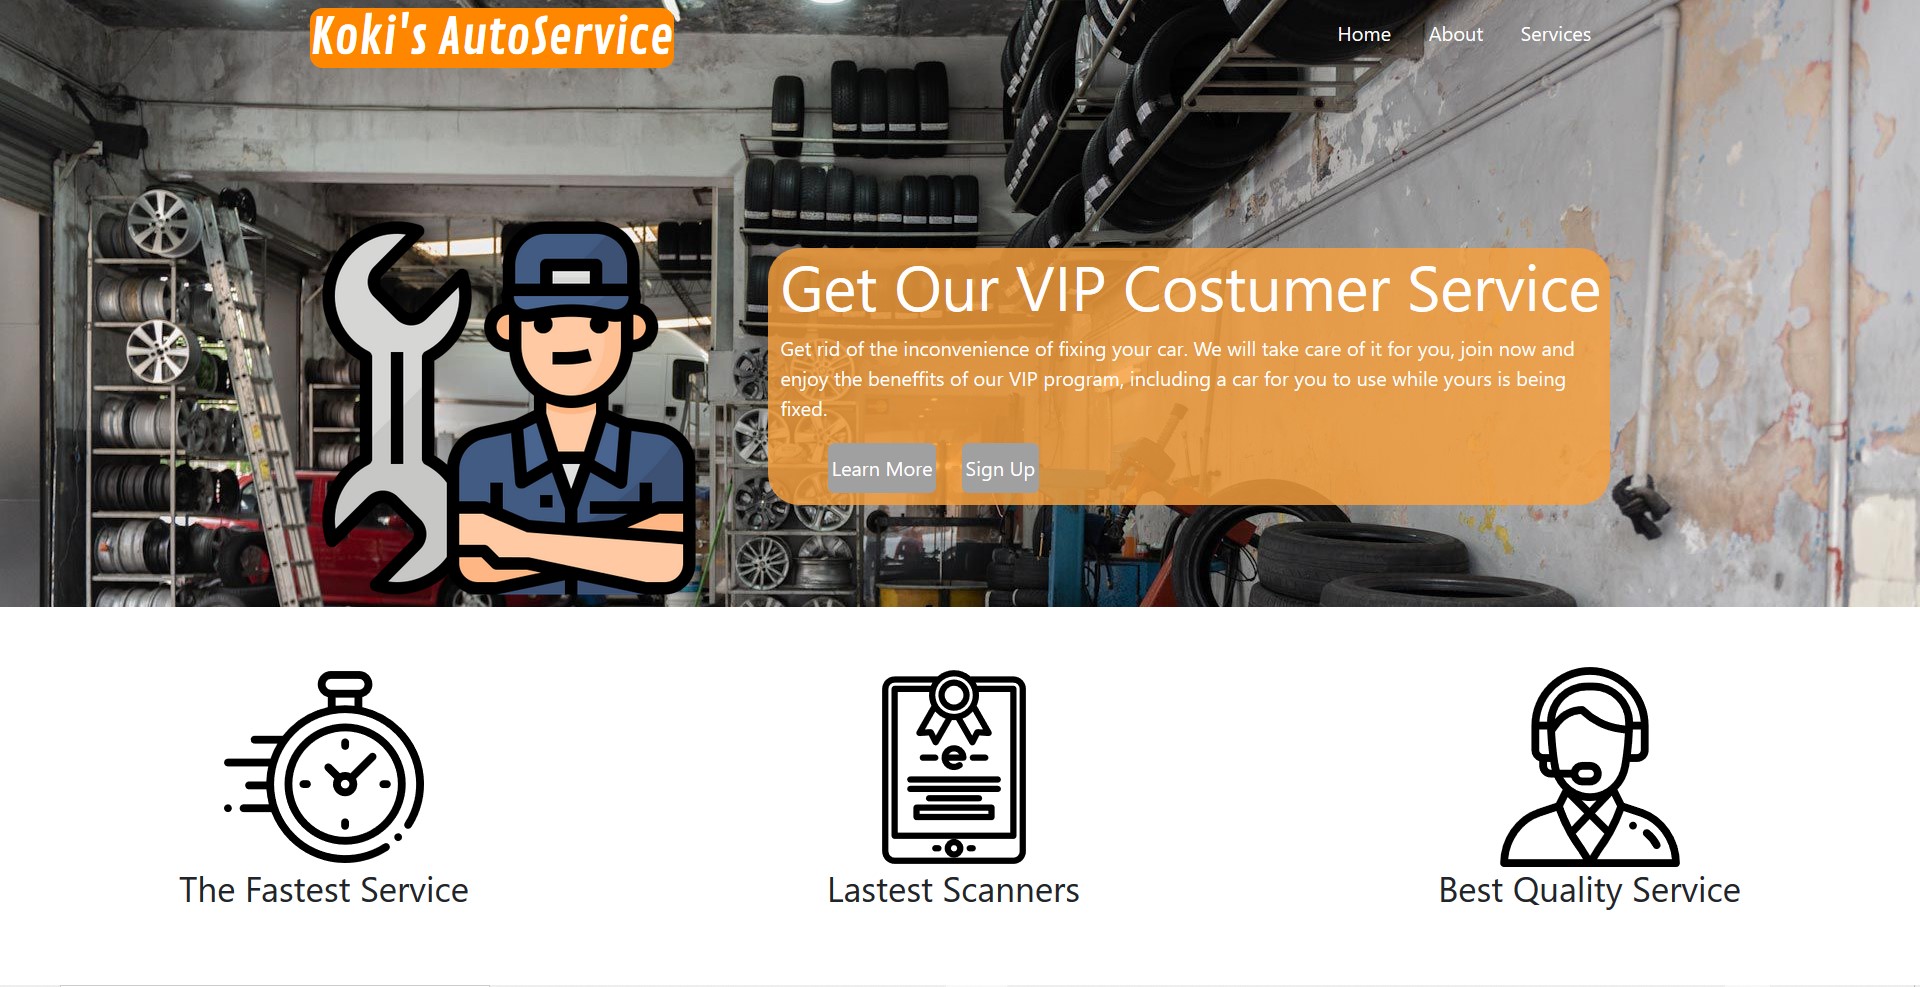 Koki's AutoService
Home About Services
Get Our VIP Costumer Service
Get rid of the inconvenience of fixing your car. We will take care of it for you, join now and
enjoy the beneffits of our VIP program, including a car for you to use while yours is being
fixed.
Learn More Sign Up
e
The Fastest Service
Lastest Scanners
Best Quality Service